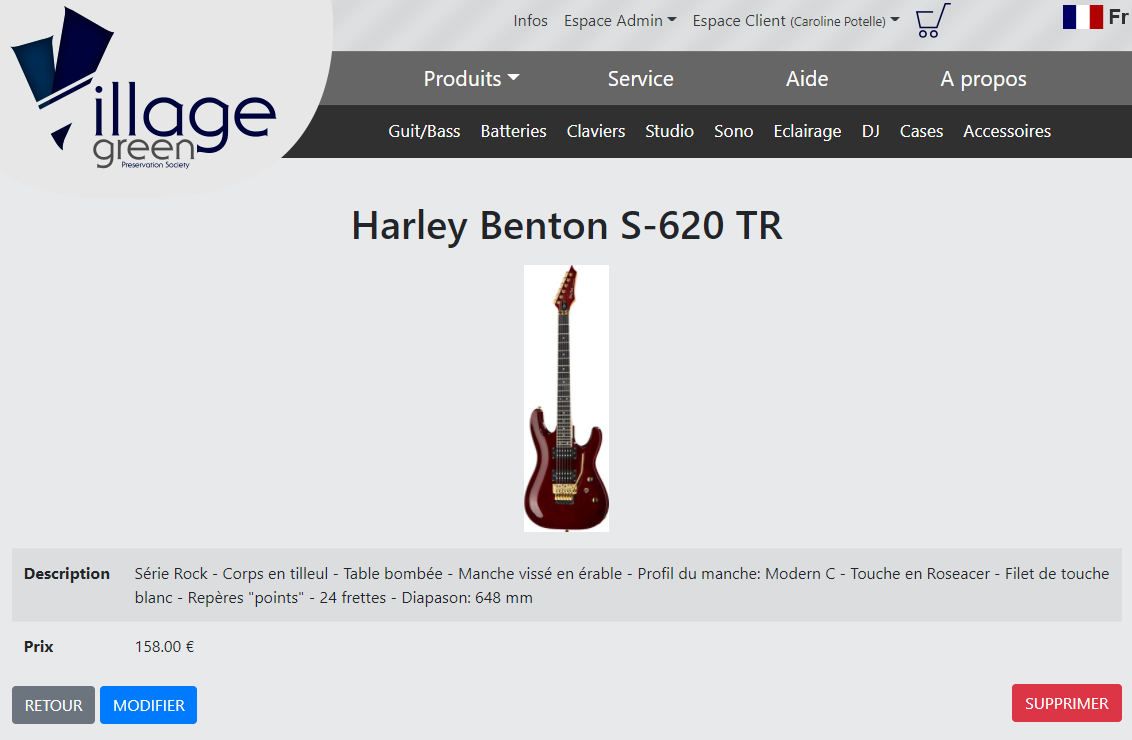 Infos Espace Admin Espace Client (Caroline Potelle) Fr
Produits Service Aide A propos
Guit/Bass Batteries Claviers Studio Sono Eclairage DJ Cases Accessoires
illage
green
Preservation Society
Harley Benton S-620 TR
Description Série Rock - Corps en tilleul - Table bombée - Manche vissé en érable - Profil du manche: Modern C - Touche en Roseacer - Filet de touche
blanc - Repères "points" - 24 frettes - Diapason: 648 mm
Prix 158.00 €
RETOUR MODIFIER SUPPRIMER